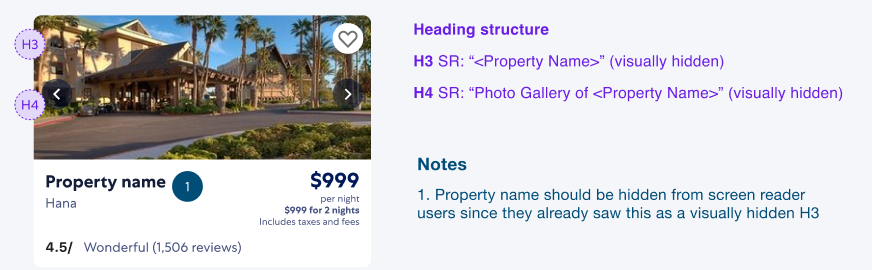 H3
H4
Property name
1
Hana
$999
per night
$999 for 2 nights
Includes taxes and fees
4.5/ Wonderful (1,506 reviews)
Heading structure
H3 SR: “<Property Name>” (visually hidden)
H4 SR: “Photo Gallery of <Property Name>” (visually hidden)
Notes
1. Property name should be hidden from screen reader
users since they already saw this as a visually hidden H3